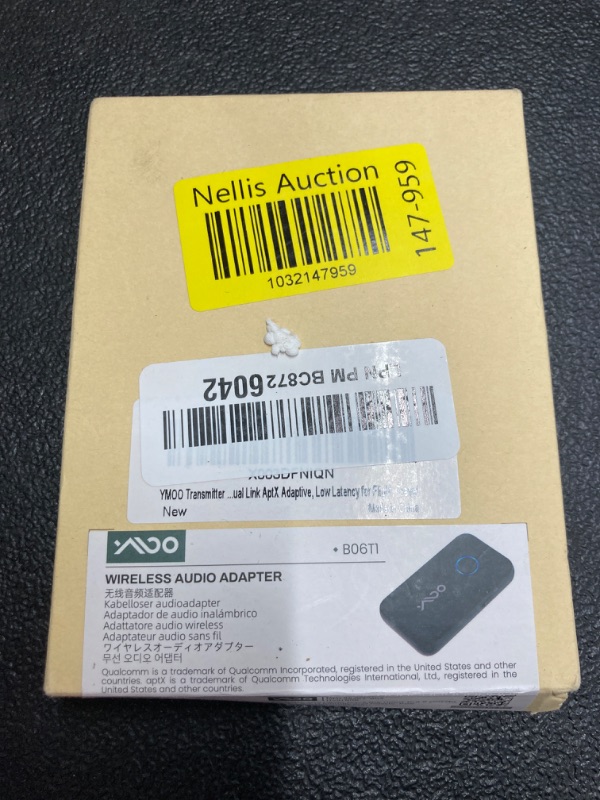 Nellis Auction
147-959
1032147959
LPN PM BC8726042
YMOO Transmitter ...ual Link AptX Adaptive, Low Latency for
New
YMOO
• B06T1
WIRELESS AUDIO ADAPTER
无线音频适配器
Kabelloser audioadapter
Adaptador de audio inalámbrico
Adattatore audio wireless
Adaptateur audio sans fil
ワイヤレスオーディオアダプター
무선 오디오 어댑터
Qualcomm is a trademark of Qualcomm Incorporated, registered in the United States and other
countries. aptX is a trademark of Qualcomm Technologies International, Ltd., registered in the
United States and other countries.
YMOO